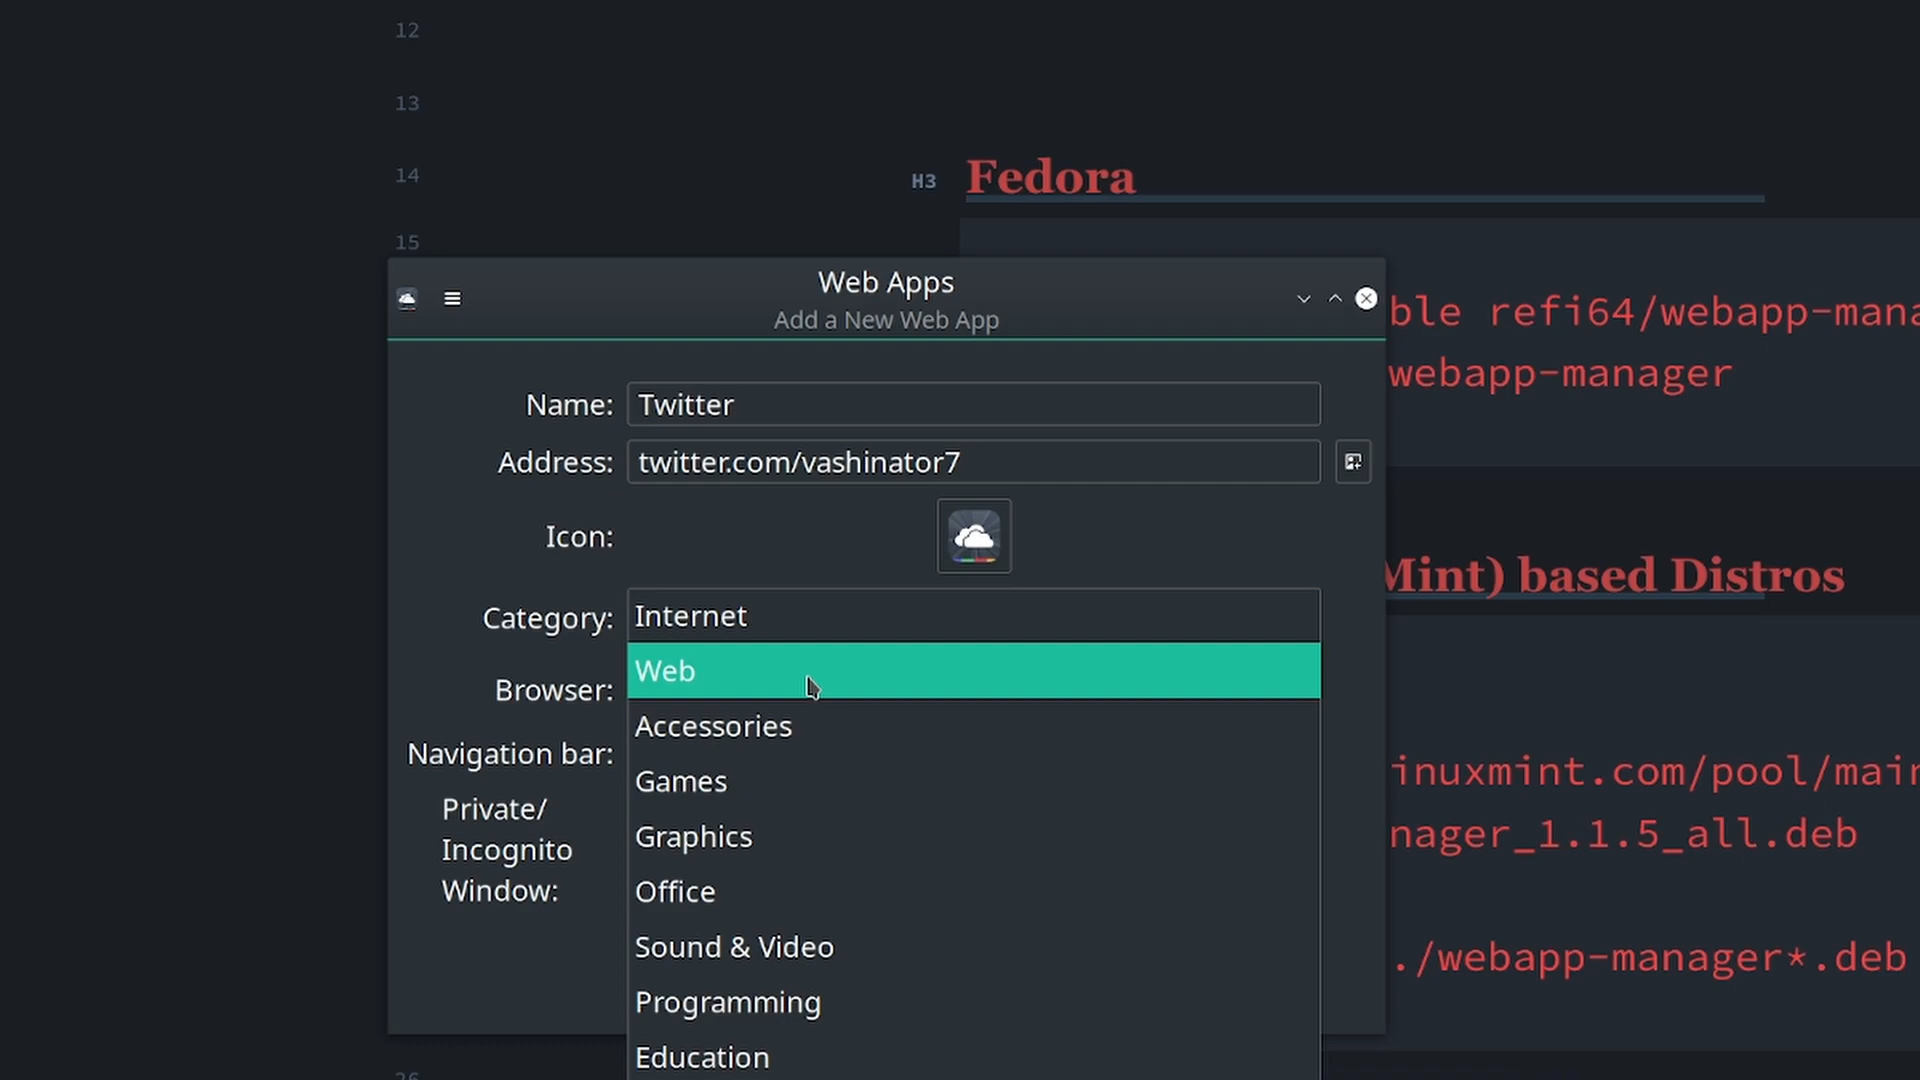 12
13
14
H3 Fedora
15
Web Apps
Add a New Web App
ble refi64/webapp-mana
webapp-manager
Name: Twitter
Address: twitter.com/vashinator7
Icon:
Mint) based Distros
Category: Internet
Web
Browser:
Accessories
Navigation bar:
inuxmint.com/pool/main
Games
Private/
Incognito
Window:
nager_1.1.5_all.deb
Graphics
Office
Sound & Video
./webapp-manager*.deb
Programming
Education
26